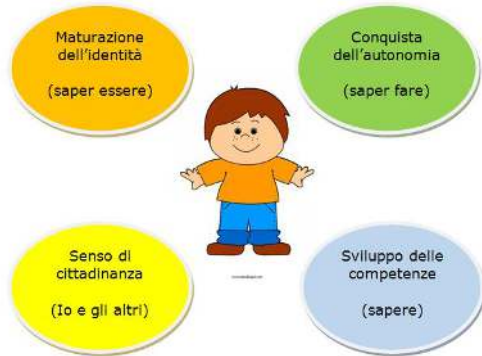 Maturazione
dell'identità
(saper essere)
Conquista
dell'autonomia
(saper fare)
Senso di
cittadinanza
(Io e gli altri)
Sviluppo delle
competenze
(sapere)